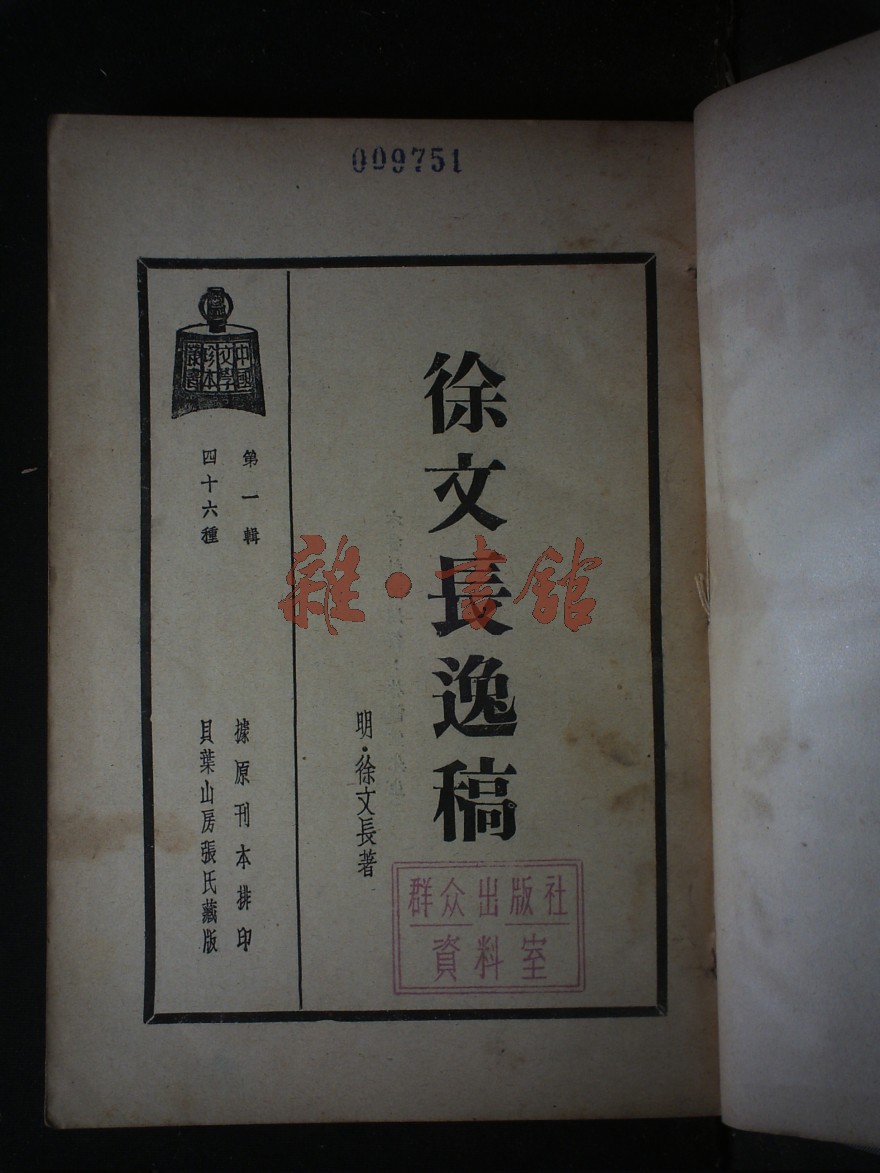 009751
徐文長逸稿
明·徐文長著
中國
文學
珍本
叢書
第一輯
四十六種
據原刊本排印
貝葉山房張氏藏版
群众出版社
資料室
雜·書館